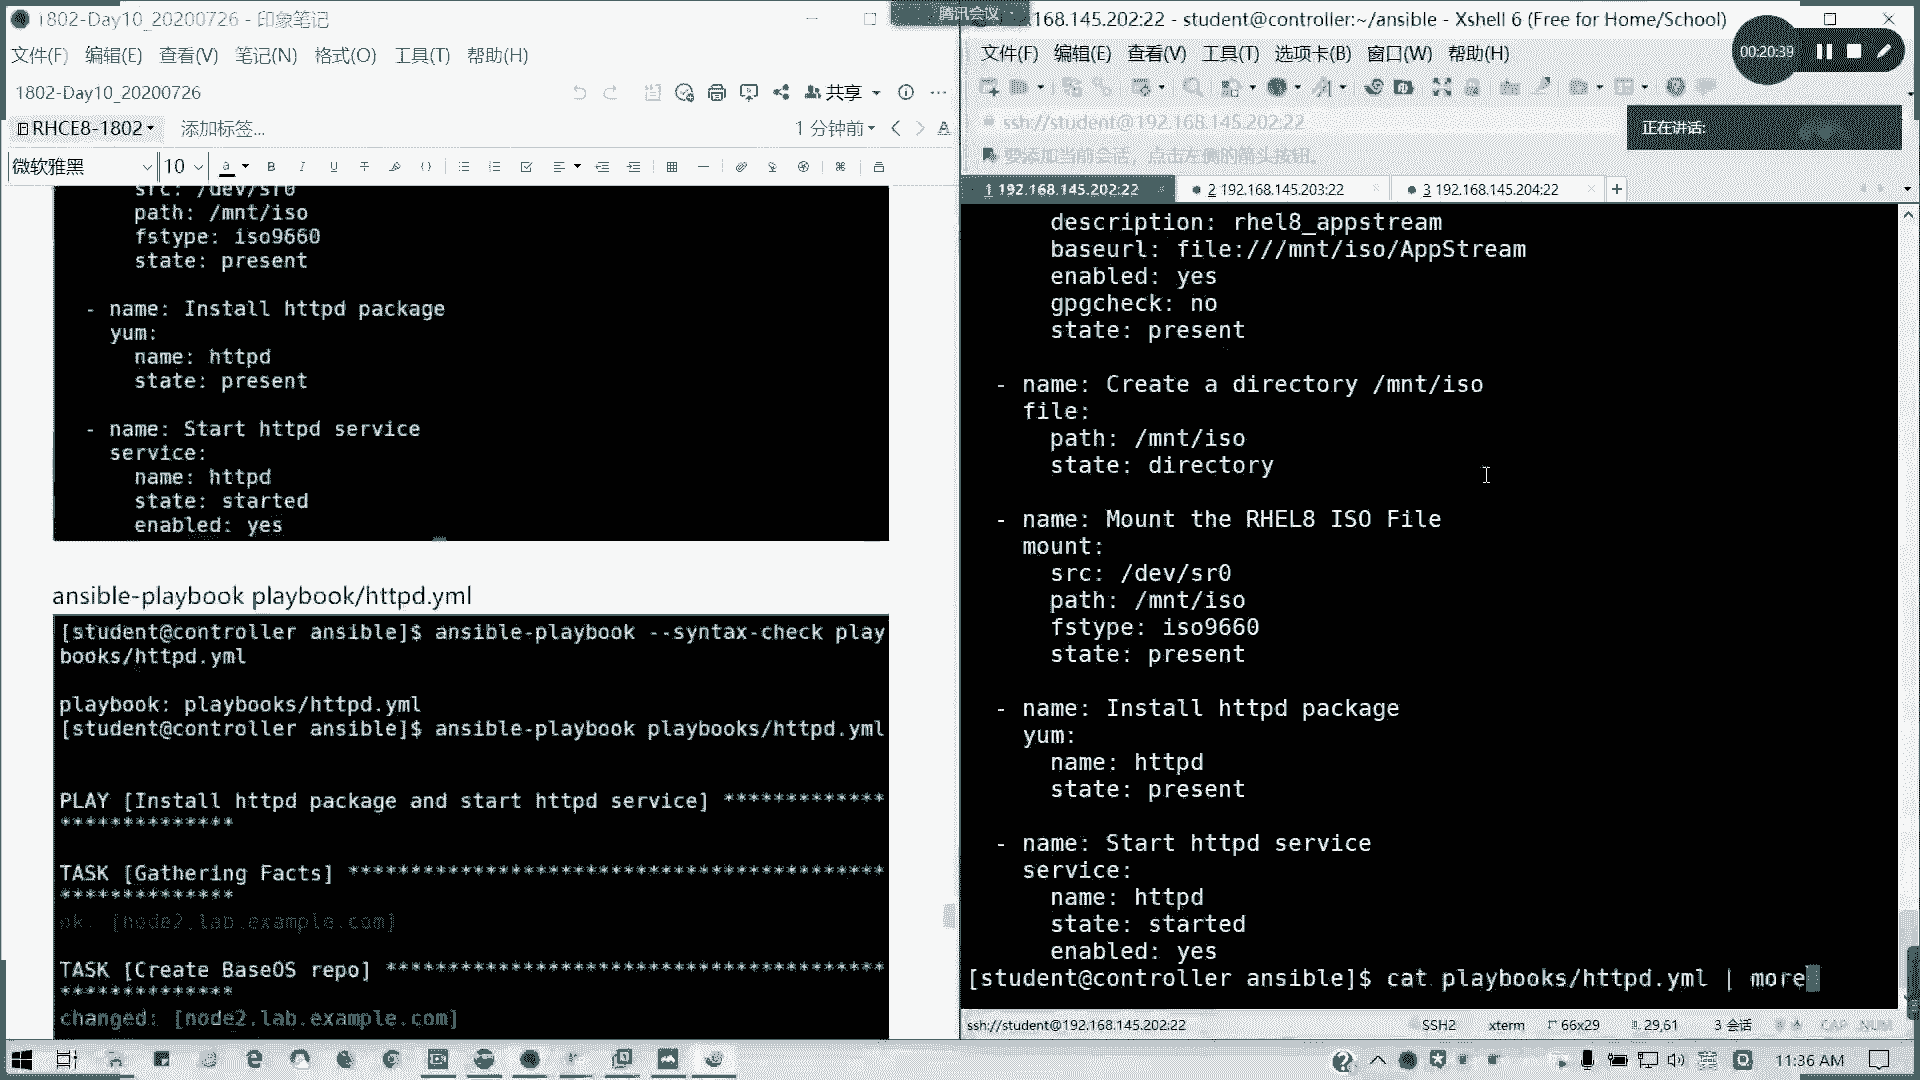 1802-Day10_20200726 - 印象笔记
文件(F) 编辑(E) 查看(V) 笔记(N) 格式(O) 工具(T) 帮助(H)
1802-Day10_20200726
共享
RHCE8-1802
添加标签...
1 分钟前
微软雅黑
10
src: /dev/sr0
path: /mnt/iso
fstype: iso9660
state: present
- name: Install httpd package
yum:
name: httpd
state: present
- name: Start httpd service
service:
name: httpd
state: started
enabled: yes
ansible-playbook playbook/httpd.yml
[student@controller ansible]$ ansible-playbook --syntax-check play
books/httpd.yml
playbook: playbooks/httpd.yml
[student@controller ansible]$ ansible-playbook playbooks/httpd.yml
PLAY [Install httpd package and start httpd service] *************
**************
TASK [Gathering Facts] *******************************************
**************
ok: [node2.lab.example.com]
TASK [Create BaseOS repo] ****************************************
**************
changed: [node2.lab.example.com]
腾讯会议
168.145.202:22 - student@controller:~/ansible - Xshell 6 (Free for Home/School)
00:20:39
文件(F) 编辑(E) 查看(V) 工具(T) 选项卡(B) 窗口(W) 帮助(H)
ssh://student@192.168.145.202:22
正在讲话:
要添加当前会话，点击左侧的箭头按钮。
1 192.168.145.202:22
2 192.168.145.203:22
3 192.168.145.204:22
description: rhel8_appstream
baseurl: file:///mnt/iso/AppStream
enabled: yes
gpgcheck: no
state: present
- name: Create a directory /mnt/iso
file:
path: /mnt/iso
state: directory
- name: Mount the RHEL8 ISO File
mount:
src: /dev/sr0
path: /mnt/iso
fstype: iso9660
state: present
- name: Install httpd package
yum:
name: httpd
state: present
- name: Start httpd service
service:
name: httpd
state: started
enabled: yes
[student@controller ansible]$ cat playbooks/httpd.yml | more
ssh://student@192.168.145.202:22
SSH2
xterm
66x29
29,61
3 会话
CAP NUM
英
11:36 AM